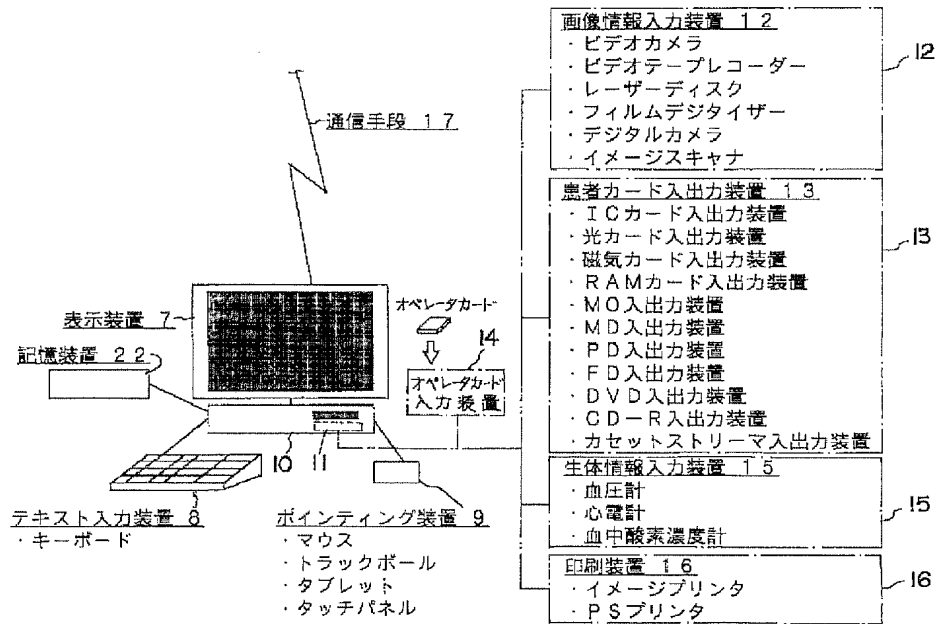 通信手段 17
表示装置 7
記憶装置 22
オペレータカード
14
オペレータカード
入力装置
10
11
テキスト入力装置 8
・キーボード
ポインティング装置 9
・マウス
・トラックボール
・タブレット
・タッチパネル
画像情報入力装置 12
・ビデオカメラ
・ビデオテープレコーダー
・レーザーディスク
・フィルムデジタイザー
・デジタルカメラ
・イメージスキャナ
12
患者カード入出力装置 13
・ICカード入出力装置
・光カード入出力装置
・磁気カード入出力装置
・RAMカード入出力装置
・MO入出力装置
・MD入出力装置
・PD入出力装置
・FD入出力装置
・DVD入出力装置
・CD－R入出力装置
・カセットストリーマ入出力装置
13
生体情報入力装置 15
・血圧計
・心電計
・血中酸素濃度計
15
印刷装置 16
・イメージプリンタ
・PSプリンタ
16